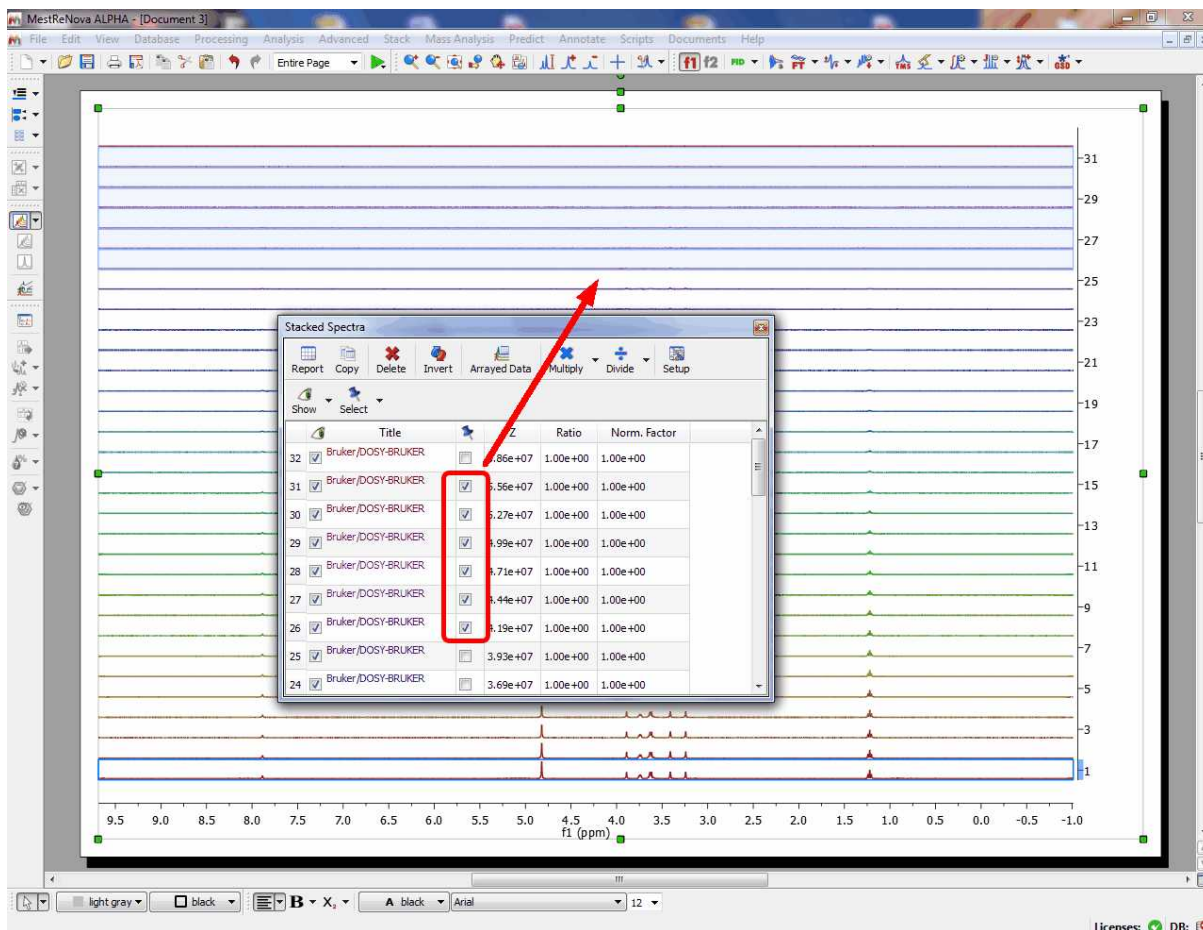 MestReNova ALPHA - [Document 3]
File Edit View Database Processing Analysis Advanced Stack Mass Analysis Predict Annotate Scripts Documents Help
Entire Page f1 f2 FID FT TMS GSD
31
29
27
25
23
21
19
17
15
13
11
9
7
5
3
1
Stacked Spectra
Report Copy Delete Invert Arrayed Data Multiply Divide Setup
Show Select
Title Z Ratio Norm. Factor
32 Bruker/DOSY-BRUKER .86e+07 1.00e+00 1.00e+00
31 Bruker/DOSY-BRUKER .56e+07 1.00e+00 1.00e+00
30 Bruker/DOSY-BRUKER .27e+07 1.00e+00 1.00e+00
29 Bruker/DOSY-BRUKER .99e+07 1.00e+00 1.00e+00
28 Bruker/DOSY-BRUKER .71e+07 1.00e+00 1.00e+00
27 Bruker/DOSY-BRUKER .44e+07 1.00e+00 1.00e+00
26 Bruker/DOSY-BRUKER .19e+07 1.00e+00 1.00e+00
25 Bruker/DOSY-BRUKER 3.93e+07 1.00e+00 1.00e+00
24 Bruker/DOSY-BRUKER 3.69e+07 1.00e+00 1.00e+00
9.5 9.0 8.5 8.0 7.5 7.0 6.5 6.0 5.5 5.0 4.5 4.0 3.5 3.0 2.5 2.0 1.5 1.0 0.5 0.0 -0.5 -1.0
f1 (ppm)
light gray black B X₂ A black Arial 12
Licenses: DB: